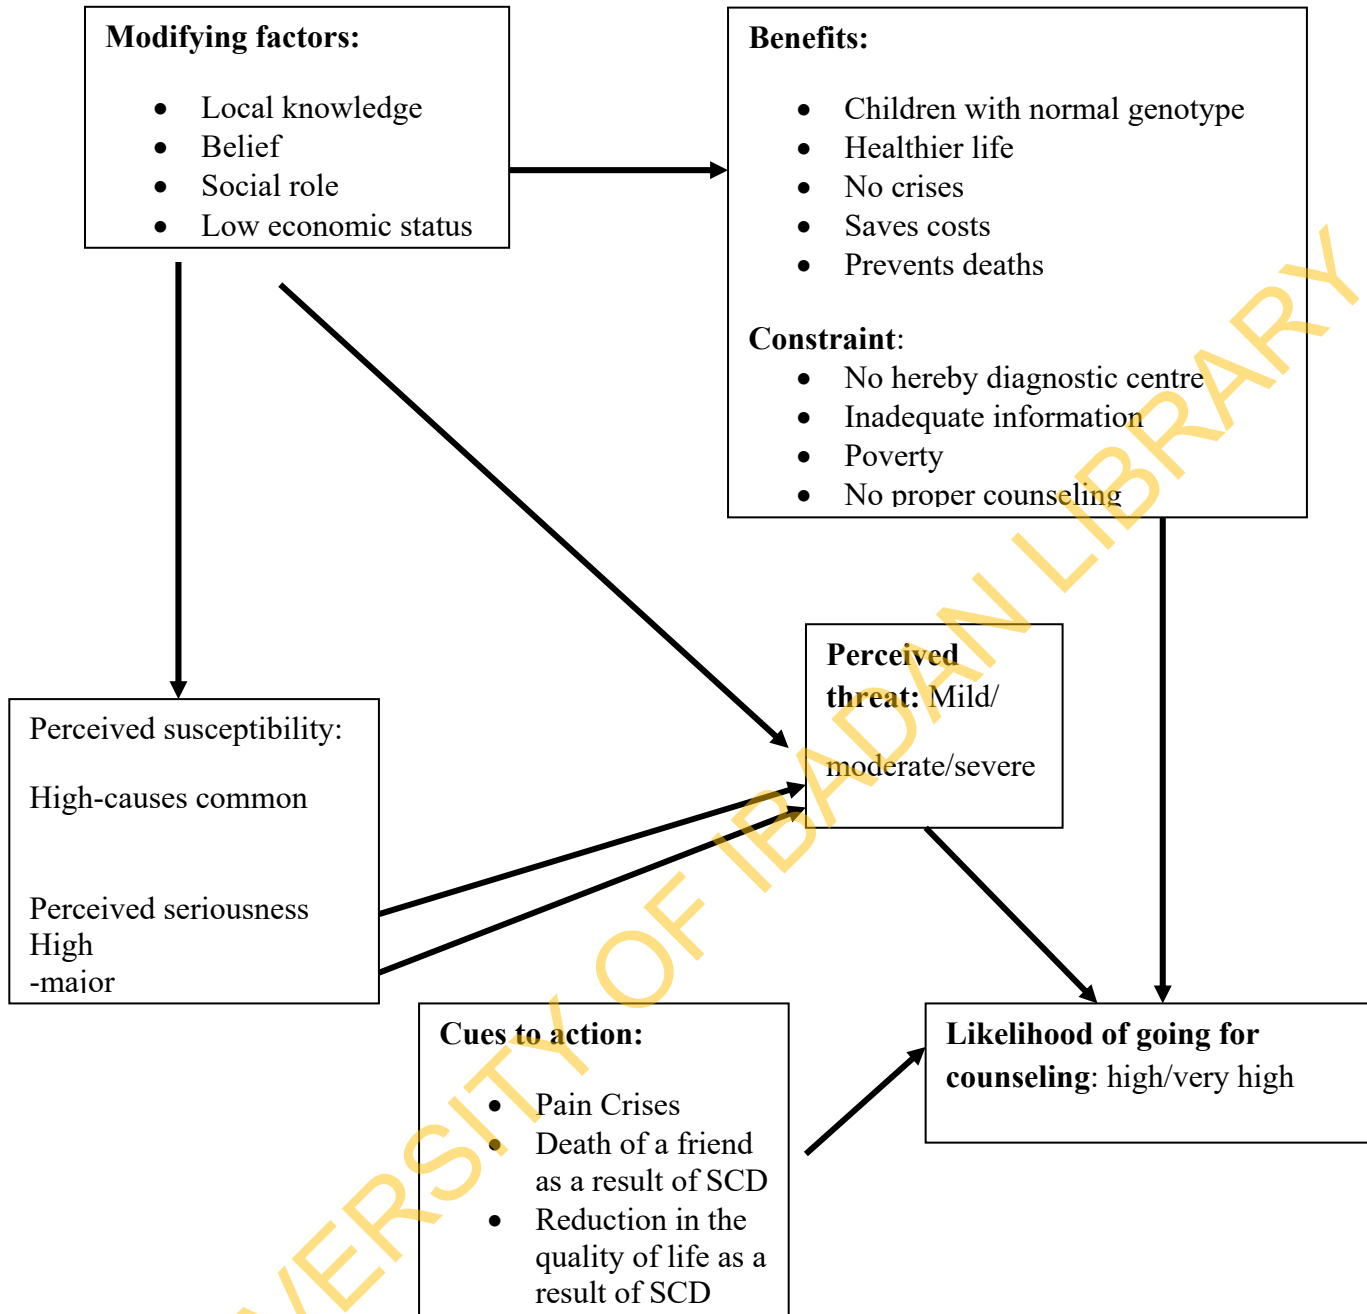 Modifying factors:
• Local knowledge
• Belief
• Social role
• Low economic status
Benefits:
• Children with normal genotype
• Healthier life
• No crises
• Saves costs
• Prevents deaths
Constraint:
• No hereby diagnostic centre
• Inadequate information
• Poverty
• No proper counseling
Perceived
threat: Mild/
moderate/severe
Perceived susceptibility:
High-causes common
Perceived seriousness
High
-major
Cues to action:
• Pain Crises
• Death of a friend
as a result of SCD
• Reduction in the
quality of life as a
result of SCD
Likelihood of going for
counseling: high/very high
VERSITY OF IBADAN LIBRARY